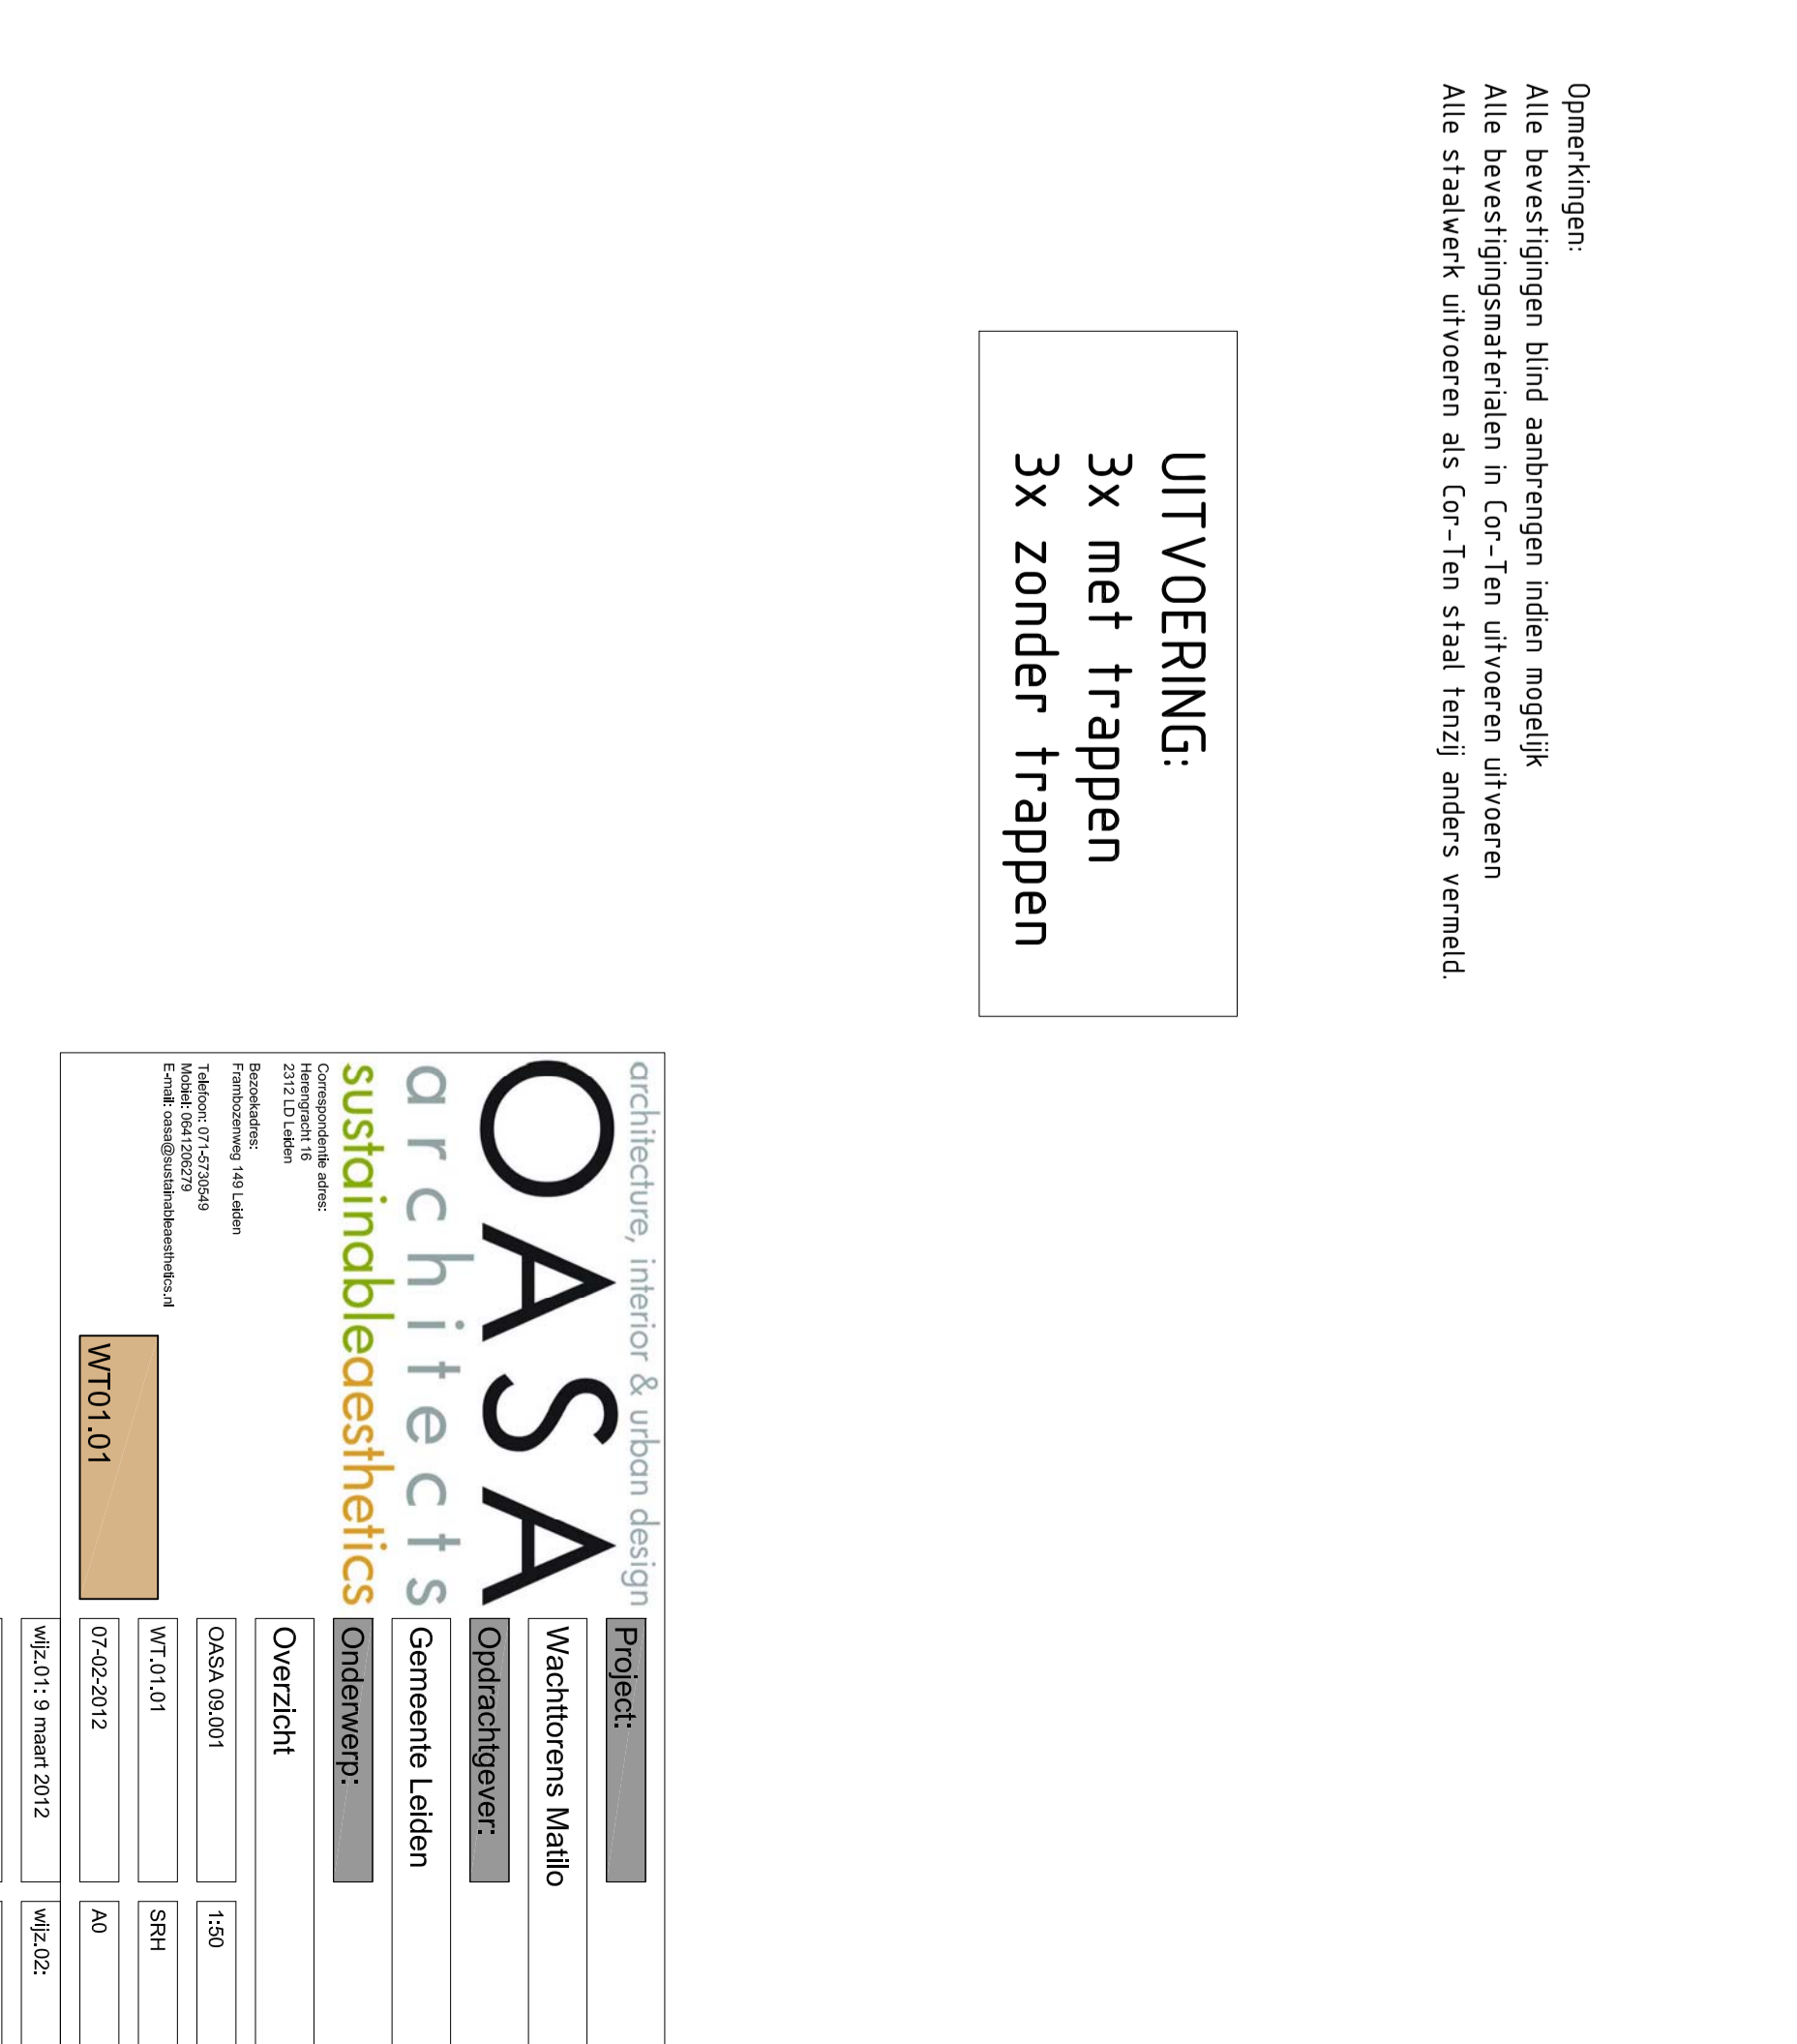 Opmerkingen:
Alle bevestigingen blind aanbrengen indien mogelijk
Alle bevestigingsmaterialen in Cor-Ten uitvoeren uitvoeren
Alle staalwerk uitvoeren als Cor-Ten staal tenzij anders vermeld.
UITVOERING:
3x met trappen
3x zonder trappen
architecture, interior & urban design
OASA
architects
sustainableaesthetics
Correspondentie adres:
Herengracht 16
2312 LD Leiden
Bezoekadres:
Frambozenweg 149 Leiden
Telefoon: 071-5730549
Mobiel: 0641206279
E-mail: oasa@sustainableaesthetics.nl
WT01.01
Project:
Wachttorens Matilo
Opdrachtgever:
Gemeente Leiden
Onderwerp:
Overzicht
OASA 09.001 1:50
WT.01.01 SRH
07-02-2012 A0
wijz.01: 9 maart 2012 wijz.02: